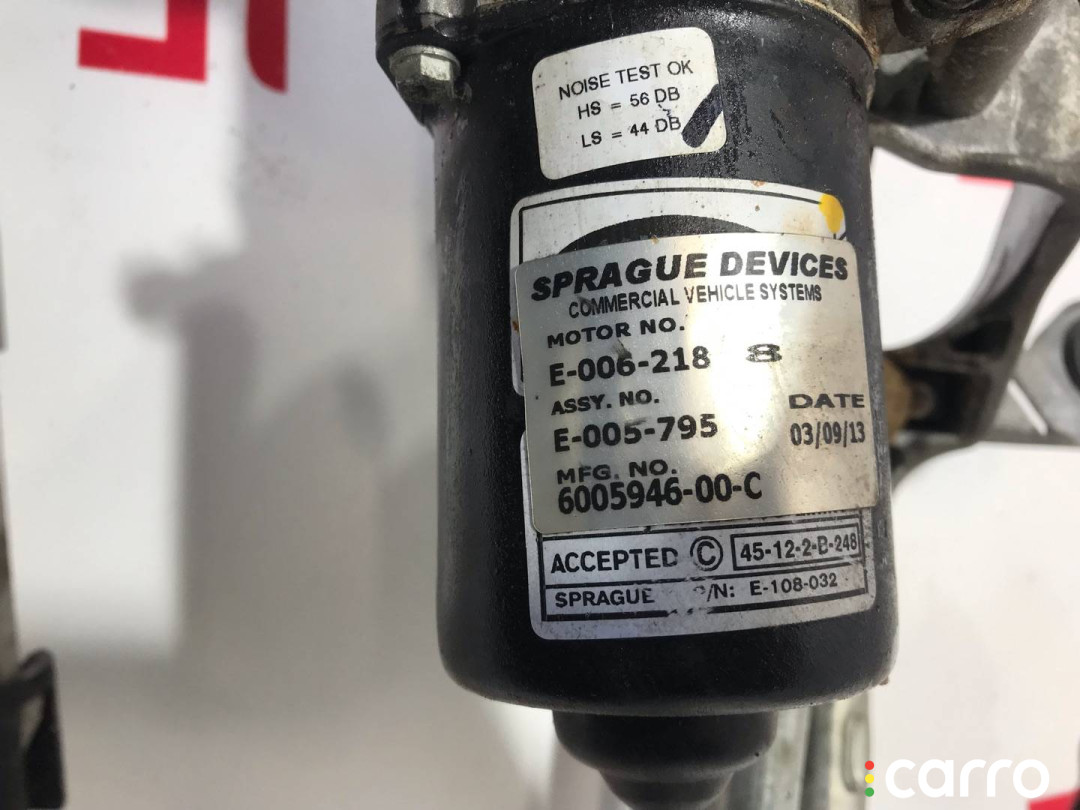 NOISE TEST OK
HS = 56 DB
LS = 44 DB
SPRAGUE DEVICES
COMMERCIAL VEHICLE SYSTEMS
MOTOR NO.
E-006-218 8
ASSY. NO.
DATE
E-005-795
03/09/13
MFG. NO.
6005946-00-C
ACCEPTED © 45-12-2-B-248
SPRAGUE P/N: E-108-032
carro